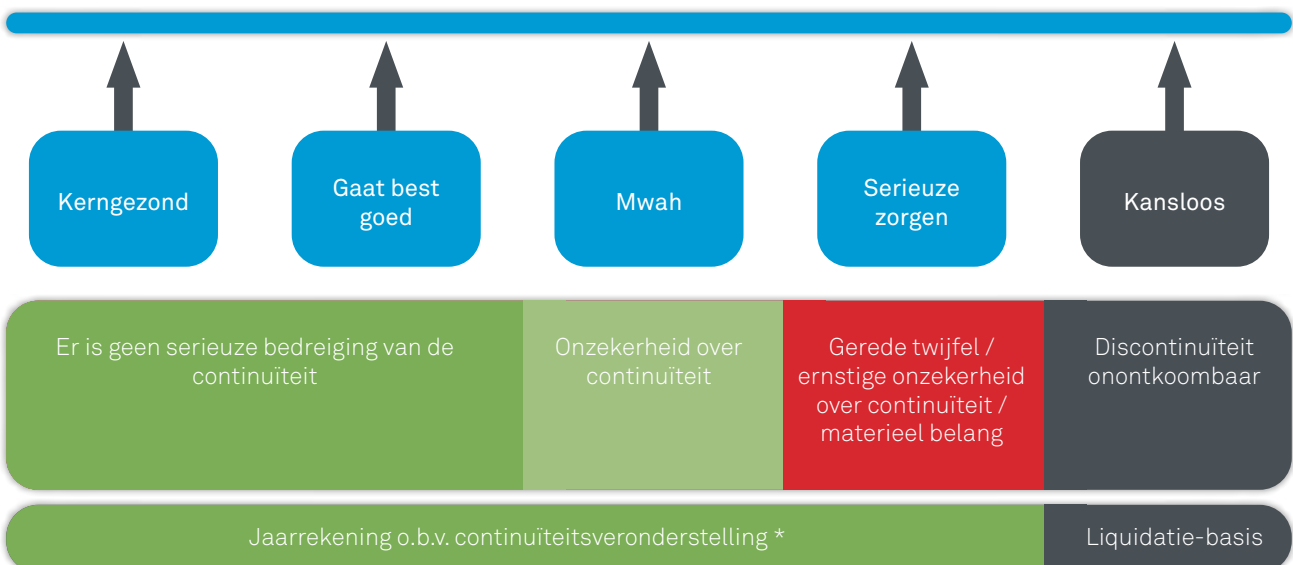 Kerngezond
Gaat best
goed
Mwah
Serieuze
zorgen
Kansloos
Er is geen serieuze bedreiging van de
continuïteit
Onzekerheid over
continuïteit
Gerede twijfel /
ernstige onzekerheid
over continuïteit /
materieel belang
Discontinuïteit
onontkoombaar
Jaarrekening o.b.v. continuïteitsveronderstelling *
Liquidatie-basis